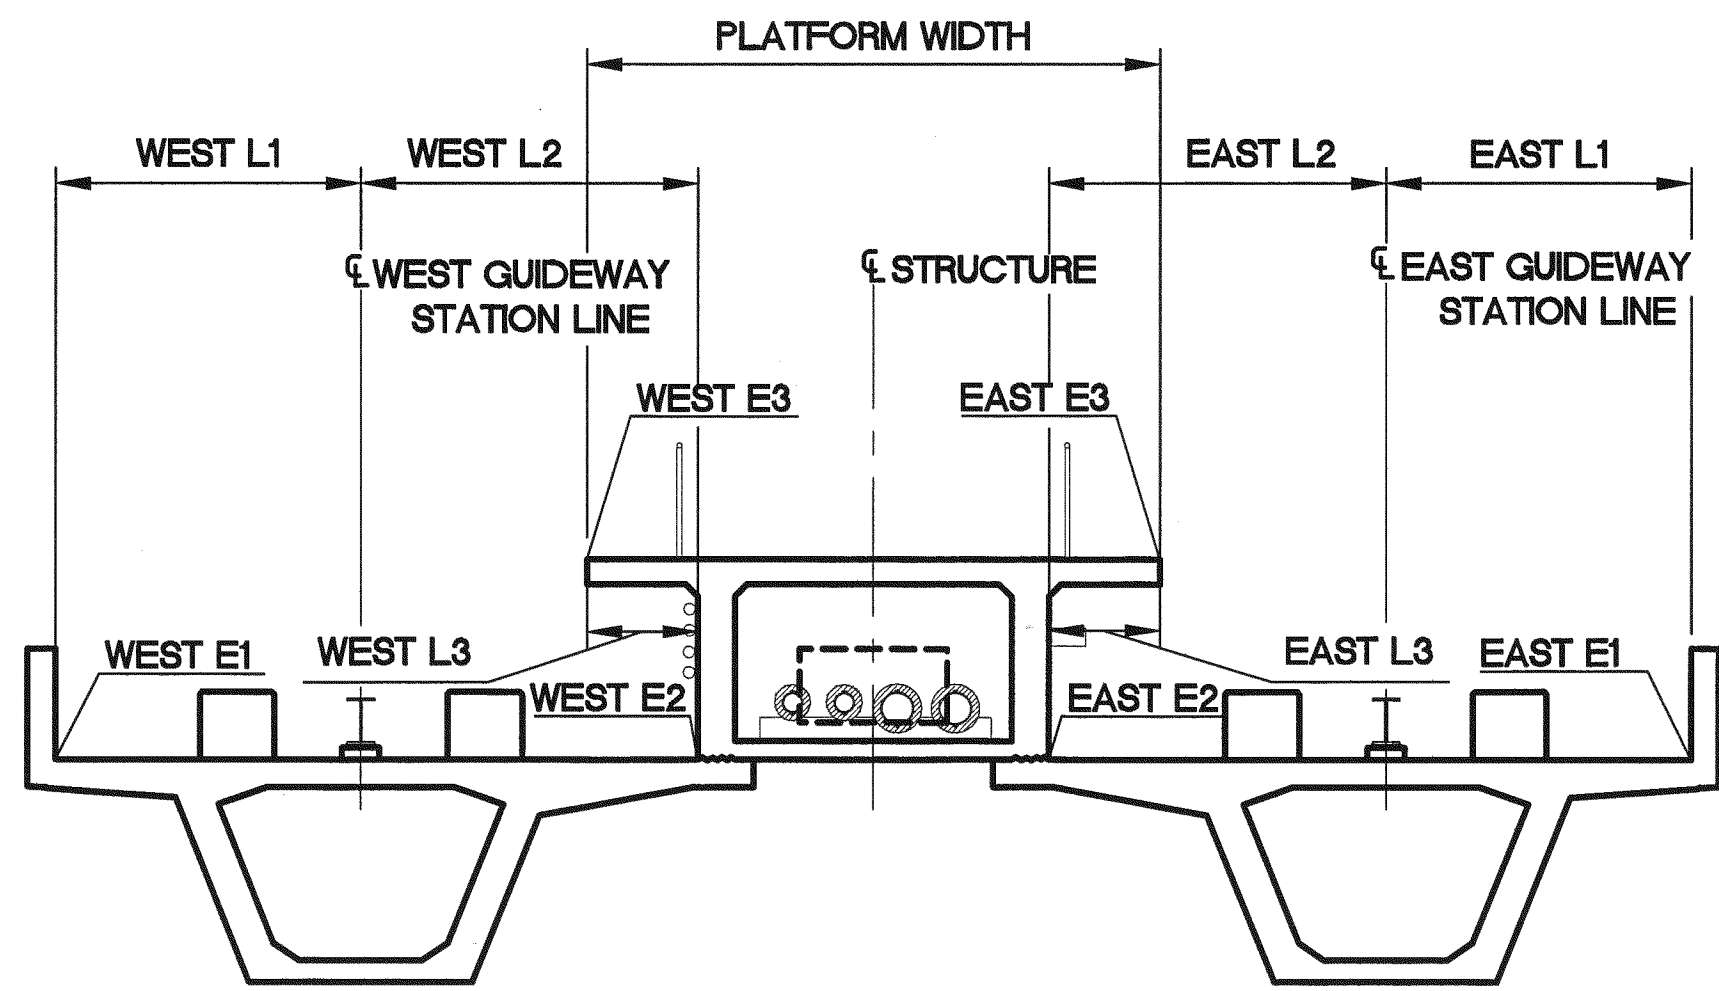 PLATFORM WIDTH
WEST L1
WEST L2
EAST L2
EAST L1
℄ WEST GUIDEWAY
STATION LINE
℄ STRUCTURE
℄ EAST GUIDEWAY
STATION LINE
WEST E3
EAST E3
WEST E1
WEST L3
EAST L3
EAST E1
WEST E2
EAST E2